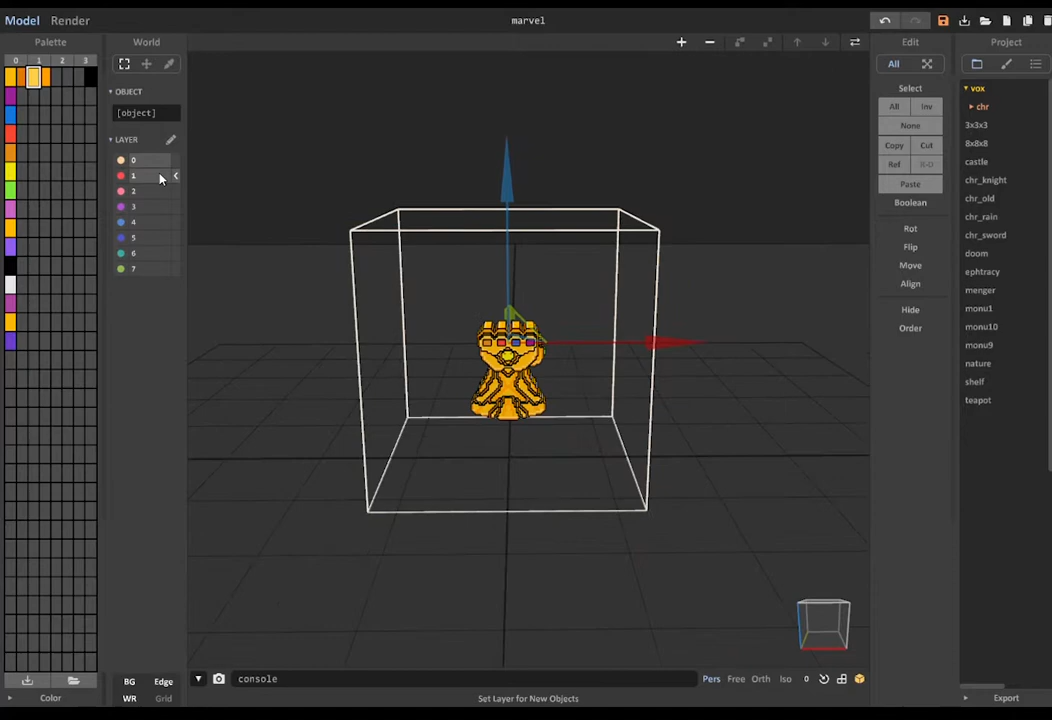 Model Render marvel
Palette World Edit Project
0 1 2 3
All
OBJECT
[object]
LAYER
0
1
2
3
4
5
6
7
Select
All Inv
None
Copy Cut
Ref
Paste
Boolean
Rot
Flip
Move
Align
Hide
Order
vox
chr
3x3x3
8x8x8
castle
chr_knight
chr_old
chr_rain
chr_sword
doom
ephtracy
menger
monu1
monu10
monu9
nature
shelf
teapot
BG Edge
WR Grid
console
Pers Free Orth Iso 0
Color
Set Layer for New Objects
Export